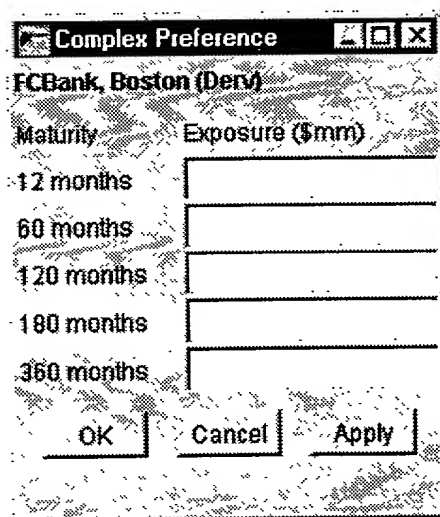 Complex Preference
FCBank, Boston (Derv)
Maturity Exposure ($mm)
12 months
60 months
120 months
180 months
360 months
OK Cancel Apply